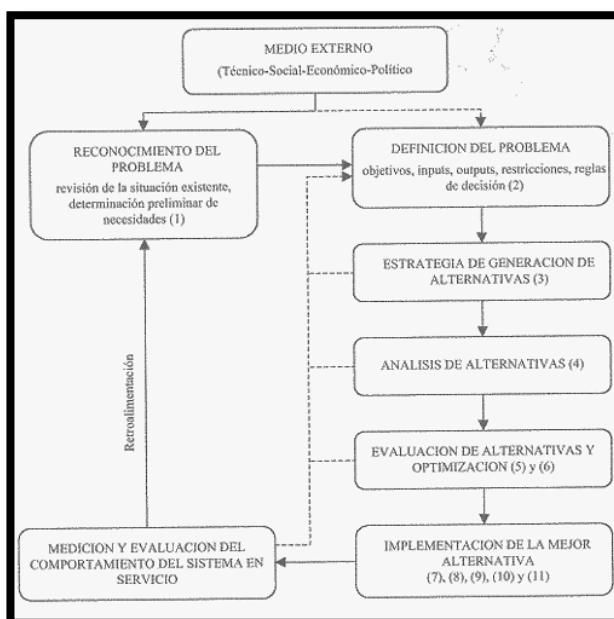 MEDIO EXTERNO
(Técnico-Social-Económico-Político
RECONOCIMIENTO DEL
PROBLEMA
revisión de la situación existente,
determinación preliminar de
necesidades (1)
DEFINICION DEL PROBLEMA
objetivos, inputs, outputs, restricciones, reglas
de decisión (2)
ESTRATEGIA DE GENERACION DE
ALTERNATIVAS (3)
ANALISIS DE ALTERNATIVAS (4)
EVALUACION DE ALTERNATIVAS Y
OPTIMIZACION (5) y (6)
IMPLEMENTACION DE LA MEJOR
ALTERNATIVA
(7), (8), (9), (10) y (11)
MEDICION Y EVALUACION DEL
COMPORTAMIENTO DEL SISTEMA EN
SERVICIO
Retroalimentación